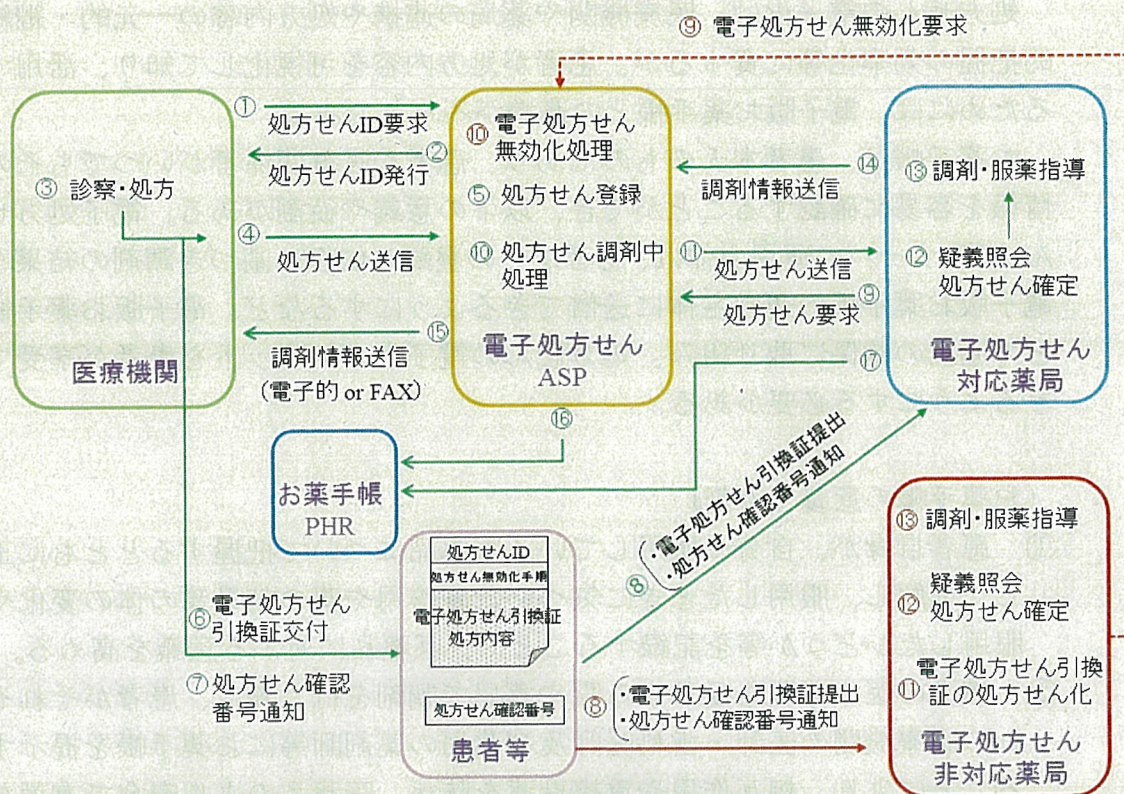 ⑨ 電子処方せん無効化要求
① 処方せんID要求
② 処方せんID発行
③ 診察・処方
④ 処方せん送信
⑮ 調剤情報送信
(電子的 or FAX)
医療機関
⑩ 電子処方せん
無効化処理
⑤ 処方せん登録
⑩ 処方せん調剤中
処理
電子処方せん
ASP
⑭ 調剤情報送信
⑪ 処方せん送信
⑨ 処方せん要求
⑰
⑬ 調剤・服薬指導
⑫ 疑義照会
処方せん確定
電子処方せん
対応薬局
⑯
お薬手帳
PHR
⑥ 電子処方せん
引換証交付
⑦ 処方せん確認
番号通知
処方せんID
処方せん無効化手順
電子処方せん引換証
処方内容
処方せん確認番号
患者等
⑧ ・電子処方せん引換証提出
・処方せん確認番号通知
⑧ ・電子処方せん引換証提出
・処方せん確認番号通知
⑬ 調剤・服薬指導
⑫ 疑義照会
処方せん確定
⑪ 電子処方せん引換
証の処方せん化
電子処方せん
非対応薬局